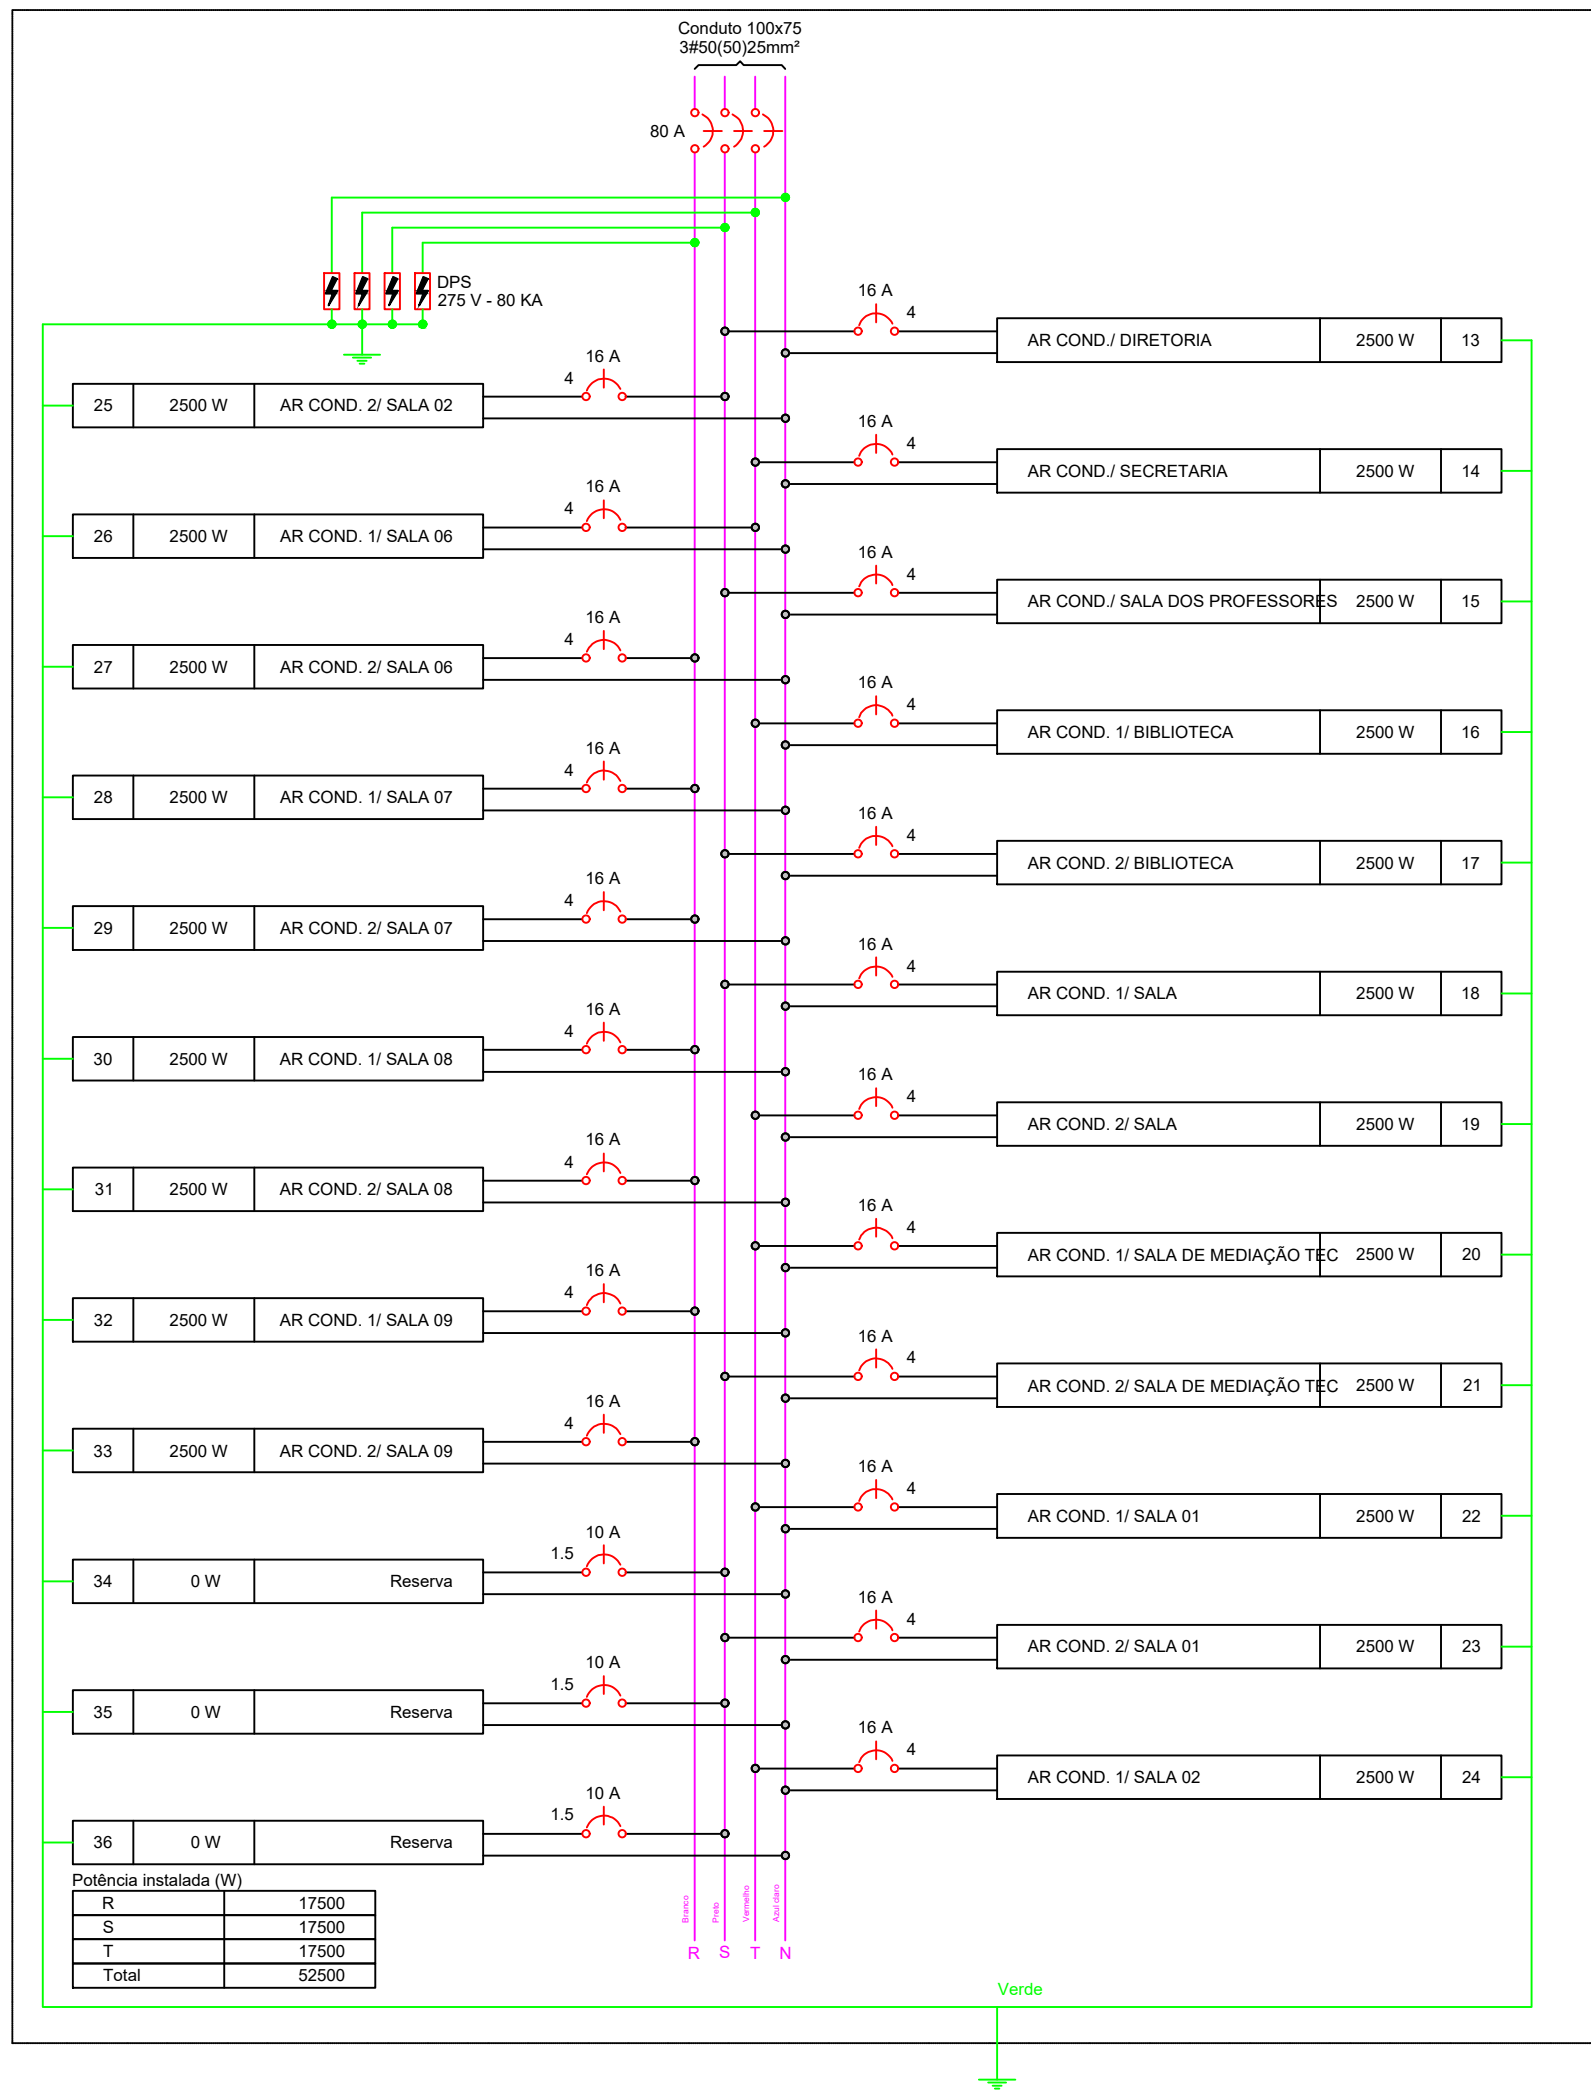 Conduto 100x75
3#50(50)25mm²
80 A
DPS
275 V - 80 KA
16 A
4
AR COND./ DIRETORIA 2500 W 13
16 A
4
25 2500 W AR COND. 2/ SALA 02
16 A
4
AR COND./ SECRETARIA 2500 W 14
16 A
4
26 2500 W AR COND. 1/ SALA 06
16 A
4
AR COND./ SALA DOS PROFESSORES 2500 W 15
16 A
4
27 2500 W AR COND. 2/ SALA 06
16 A
4
AR COND. 1/ BIBLIOTECA 2500 W 16
16 A
4
28 2500 W AR COND. 1/ SALA 07
16 A
4
AR COND. 2/ BIBLIOTECA 2500 W 17
16 A
4
29 2500 W AR COND. 2/ SALA 07
16 A
4
AR COND. 1/ SALA 2500 W 18
16 A
4
30 2500 W AR COND. 1/ SALA 08
16 A
4
AR COND. 2/ SALA 2500 W 19
16 A
4
31 2500 W AR COND. 2/ SALA 08
16 A
4
AR COND. 1/ SALA DE MEDIAÇÃO TEC 2500 W 20
16 A
4
32 2500 W AR COND. 1/ SALA 09
16 A
4
AR COND. 2/ SALA DE MEDIAÇÃO TEC 2500 W 21
16 A
4
33 2500 W AR COND. 2/ SALA 09
16 A
4
AR COND. 1/ SALA 01 2500 W 22
10 A
1.5
34 0 W Reserva
16 A
4
AR COND. 2/ SALA 01 2500 W 23
10 A
1.5
35 0 W Reserva
16 A
4
AR COND. 1/ SALA 02 2500 W 24
10 A
1.5
36 0 W Reserva
Potência instalada (W)
R 17500
S 17500
T 17500
Total 52500
Branco
Preto
Vermelho
Azul claro
R S T N
Verde